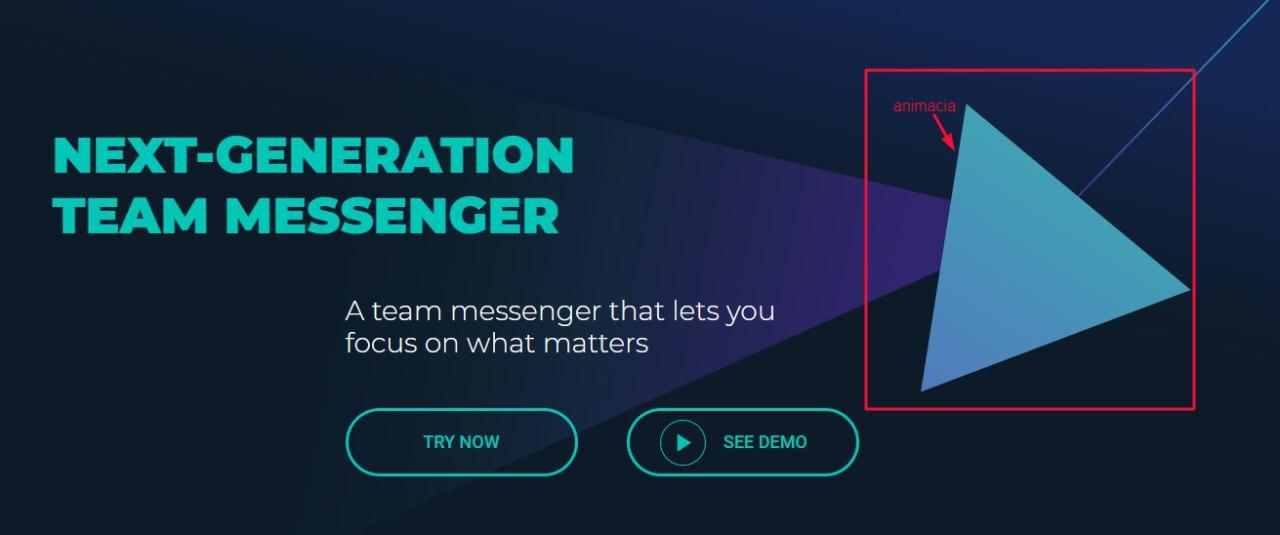 animacia
NEXT-GENERATION
TEAM MESSENGER
A team messenger that lets you
focus on what matters
TRY NOW
SEE DEMO